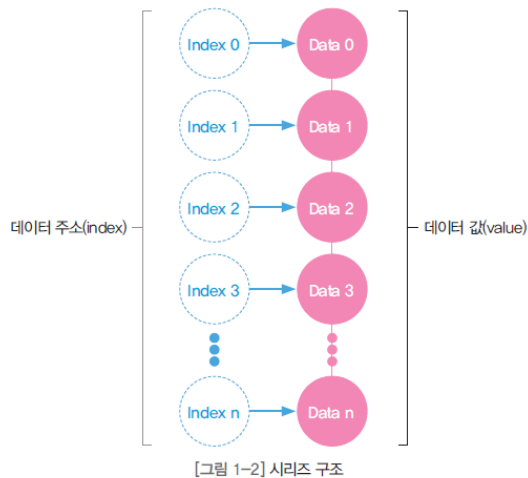 Index 0 Data 0
Index 1 Data 1
Index 2 Data 2
데이터 주소(index) 데이터 값(value)
Index 3 Data 3
Index n Data n
[그림 1-2] 시리즈 구조